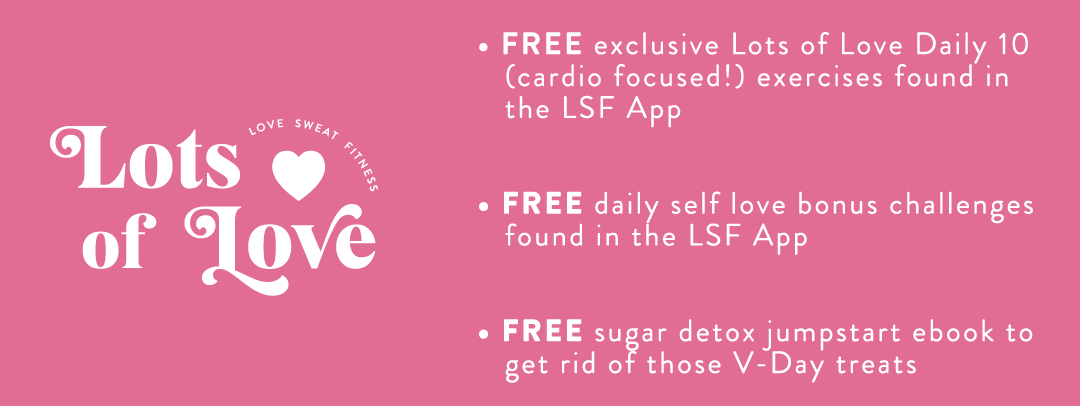 Lots
LOVE SWEAT FITNESS
of Love
• FREE exclusive Lots of Love Daily 10
(cardio focused!) exercises found in
the LSF App
• FREE daily self love bonus challenges
found in the LSF App
• FREE sugar detox jumpstart ebook to
get rid of those V-Day treats